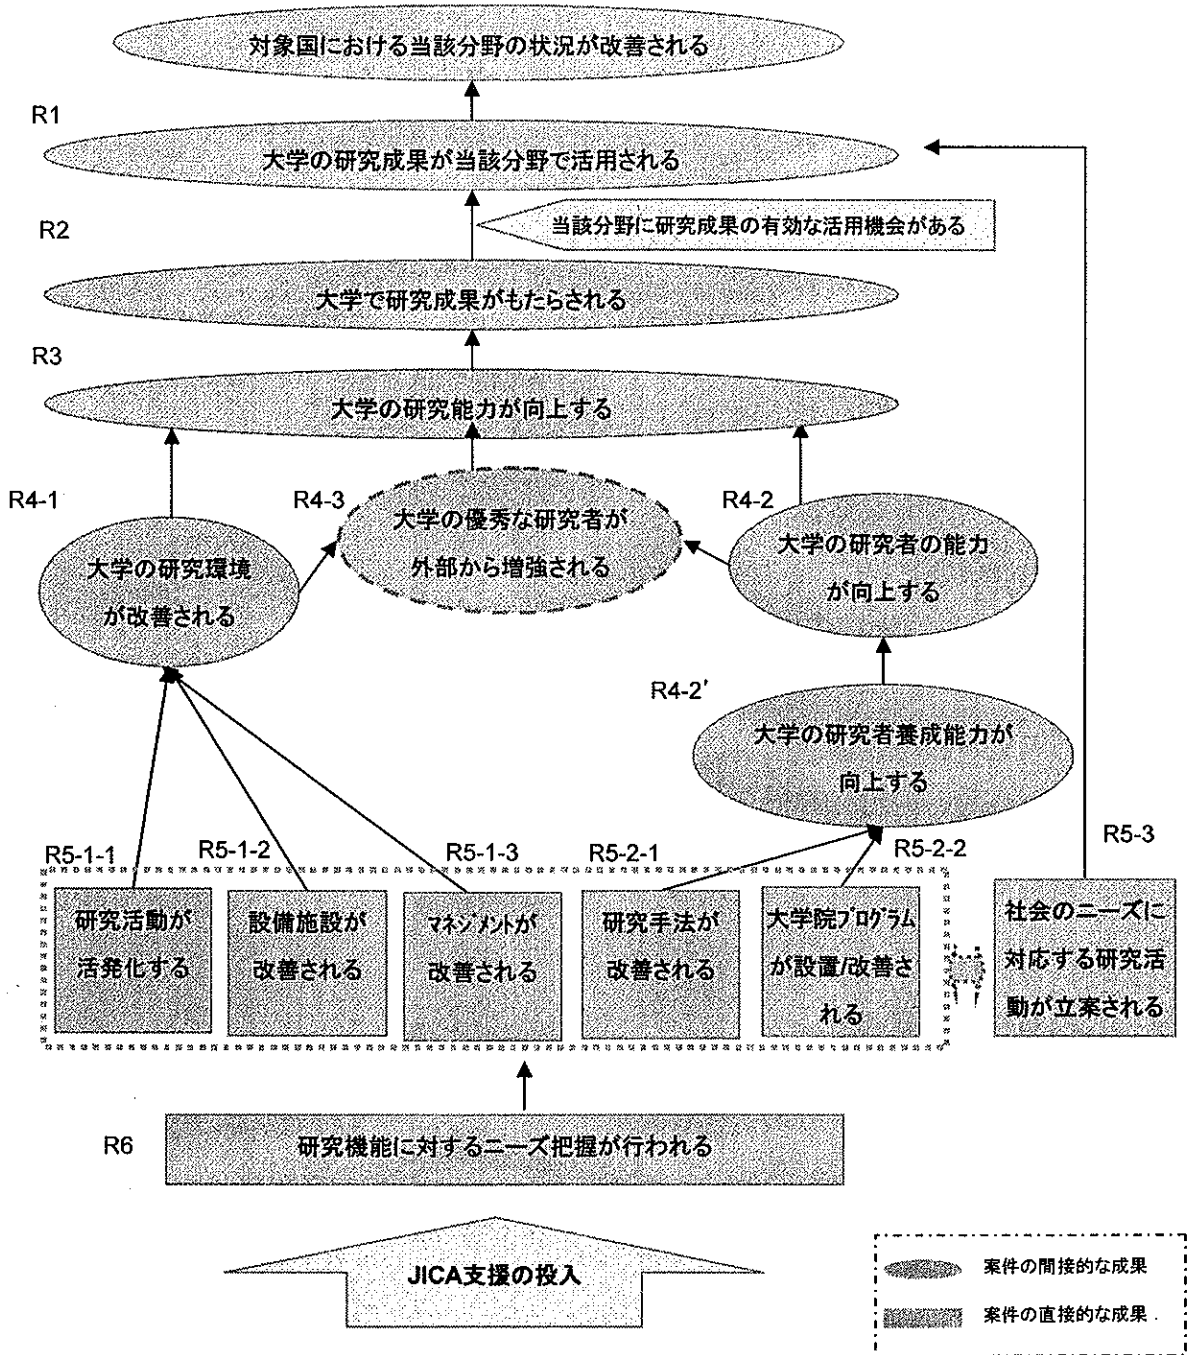 対象国における当該分野の状況が改善される
R1
大学の研究成果が当該分野で活用される
R2
当該分野に研究成果の有効な活用機会がある
大学で研究成果がもたらされる
R3
大学の研究能力が向上する
R4-1
R4-3
R4-2
大学の優秀な研究者が
外部から増強される
大学の研究環境
が改善される
大学の研究者の能力
が向上する
R4-2'
大学の研究者養成能力が
向上する
R5-1-1
R5-1-2
R5-1-3
R5-2-1
R5-2-2
R5-3
研究活動が
活発化する
設備施設が
改善される
マネジメントが
改善される
研究手法が
改善される
大学院プログラム
が設置/改善さ
れる
社会のニーズに
対応する研究活
動が立案される
R6
研究機能に対するニーズ把握が行われる
JICA支援の投入
案件の間接的な成果
案件の直接的な成果